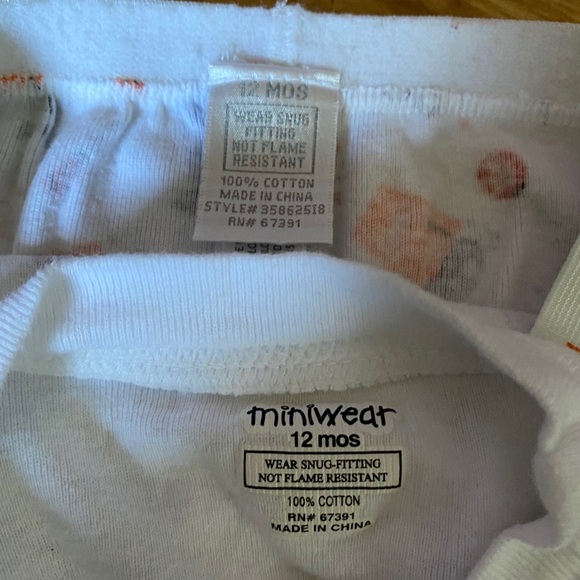 12 MOS
WEAR SNUG
FITTING
NOT FLAME
RESISTANT
100% COTTON
MADE IN CHINA
STYLE# 35862518
RN# 67391
miniwear
12 mos
WEAR SNUG-FITTING
NOT FLAME RESISTANT
100% COTTON
RN# 67391
MADE IN CHINA